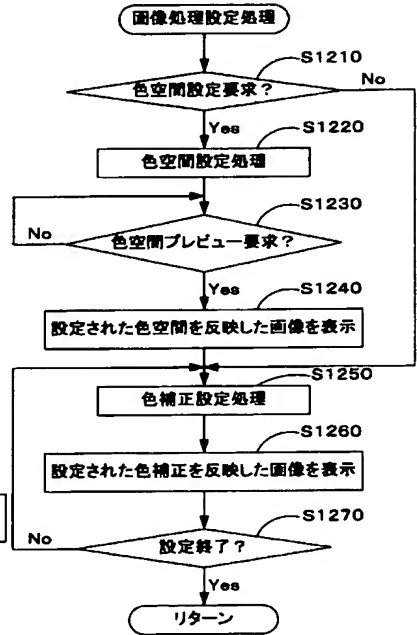 画像処理設定処理
S1210
色空間設定要求？
No
Yes
S1220
色空間設定処理
S1230
No
色空間プレビュー要求？
Yes
S1240
設定された色空間を反映した画像を表示
S1250
色補正設定処理
S1260
設定された色補正を反映した画像を表示
S1270
No
設定終了？
Yes
リターン